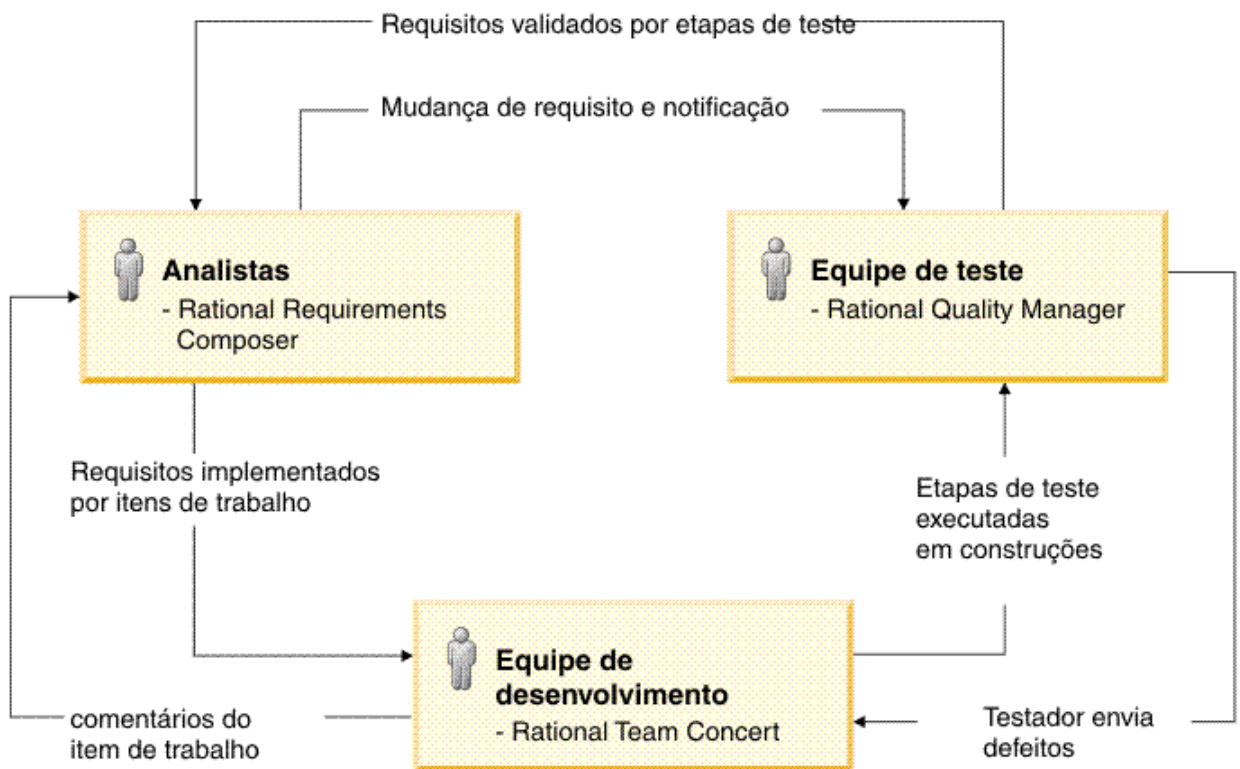 Requisitos validados por etapas de teste
Mudança de requisito e notificação
Analistas
- Rational Requirements
Composer
Equipe de teste
- Rational Quality Manager
Requisitos implementados
por itens de trabalho
Etapas de teste
executadas
em construções
Equipe de
desenvolvimento
- Rational Team Concert
comentários do
item de trabalho
Testador envia
defeitos